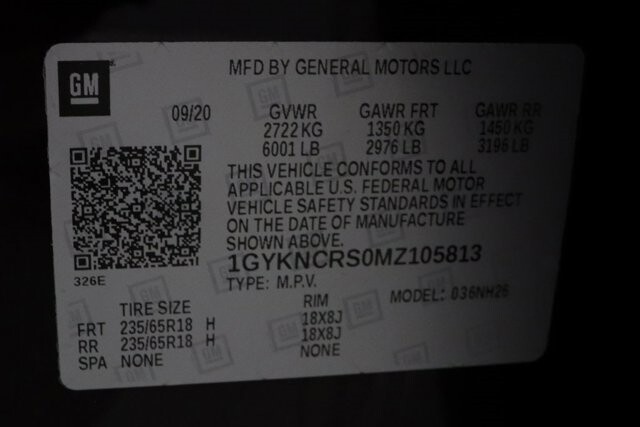 GM
MFD BY GENERAL MOTORS LLC
09/20 GVWR GAWR FRT GAWR RR
2722 KG 1350 KG 1450 KG
6001 LB 2976 LB 3196 LB
THIS VEHICLE CONFORMS TO ALL
APPLICABLE U.S. FEDERAL MOTOR
VEHICLE SAFETY STANDARDS IN EFFECT
ON THE DATE OF MANUFACTURE
SHOWN ABOVE.
1GYKNCRS0MZ105813
326E
TYPE: M.P.V. MODEL: 036NH26
TIRE SIZE RIM
FRT 235/65R18 H 18X8J
RR 235/65R18 H 18X8J
SPA NONE NONE